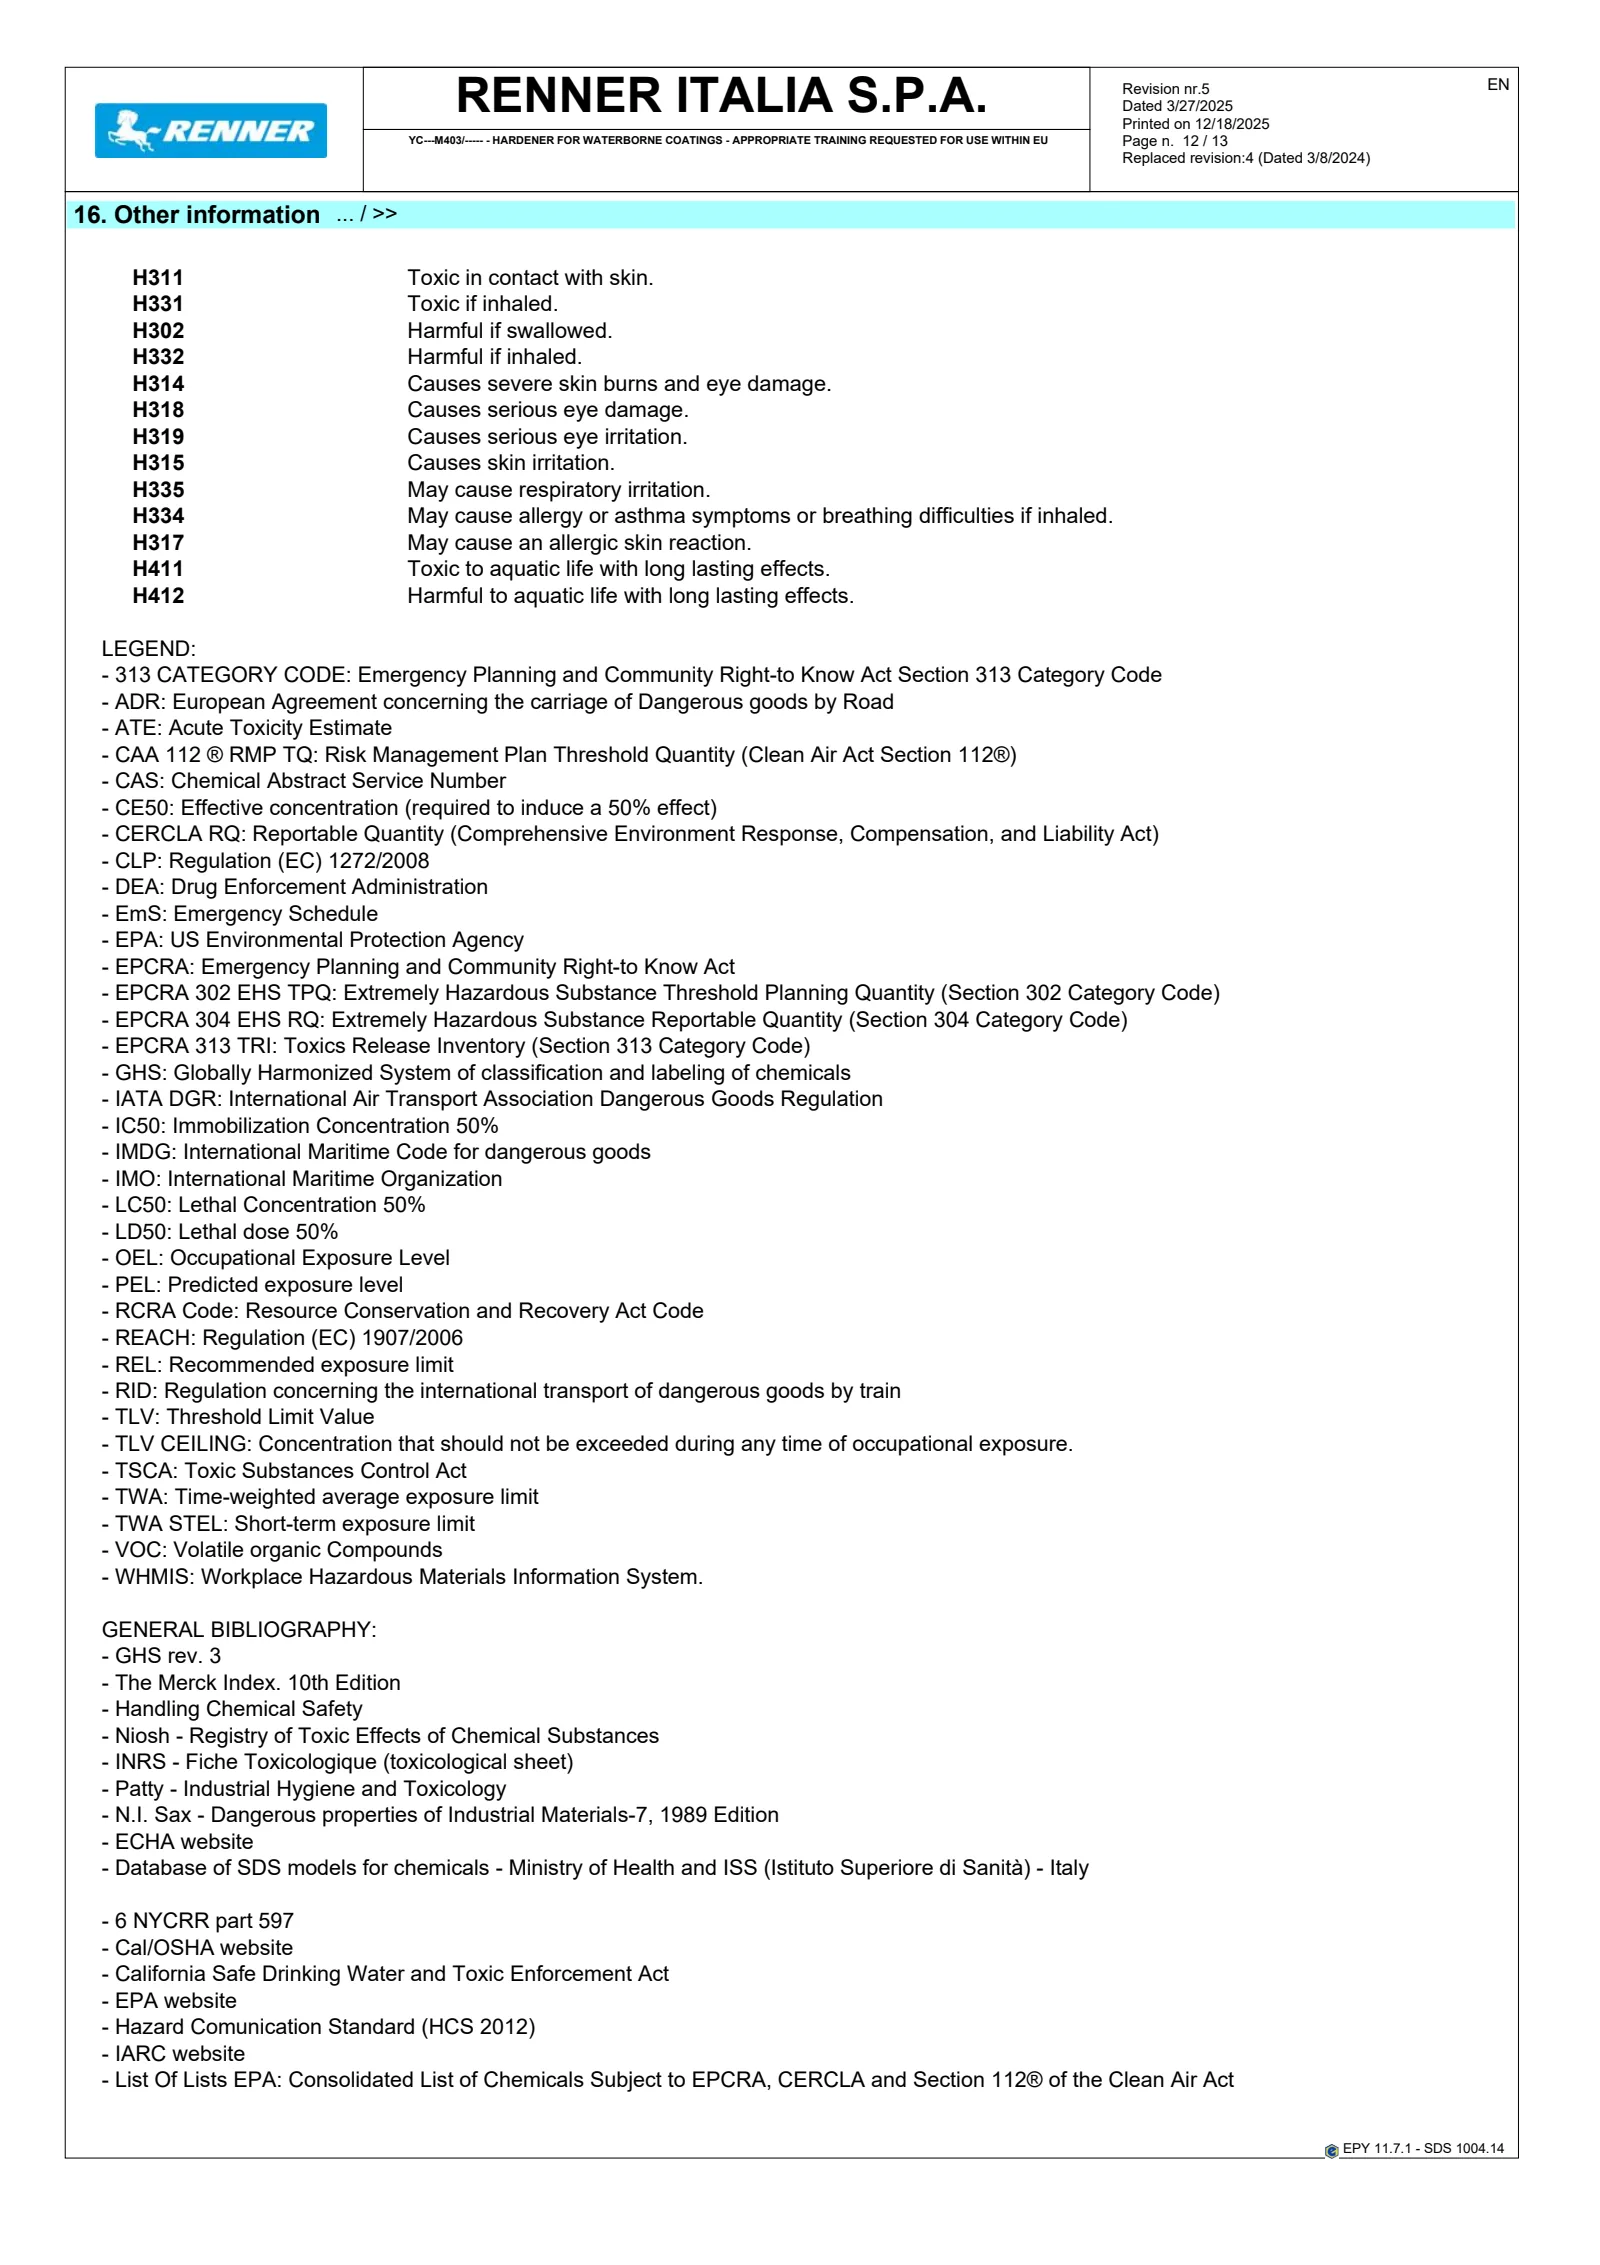 RENNER
RENNER ITALIA S.P.A.
YC---M403/----- - HARDENER FOR WATERBORNE COATINGS - APPROPRIATE TRAINING REQUESTED FOR USE WITHIN EU
Revision nr.5
Dated 3/27/2025
Printed on 12/18/2025
Page n. 12 / 13
Replaced revision:4 (Dated 3/8/2024)
EN
16. Other information ... / >>
H311 Toxic in contact with skin.
H331 Toxic if inhaled.
H302 Harmful if swallowed.
H332 Harmful if inhaled.
H314 Causes severe skin burns and eye damage.
H318 Causes serious eye damage.
H319 Causes serious eye irritation.
H315 Causes skin irritation.
H335 May cause respiratory irritation.
H334 May cause allergy or asthma symptoms or breathing difficulties if inhaled.
H317 May cause an allergic skin reaction.
H411 Toxic to aquatic life with long lasting effects.
H412 Harmful to aquatic life with long lasting effects.
LEGEND:
- 313 CATEGORY CODE: Emergency Planning and Community Right-to Know Act Section 313 Category Code
- ADR: European Agreement concerning the carriage of Dangerous goods by Road
- ATE: Acute Toxicity Estimate
- CAA 112 ® RMP TQ: Risk Management Plan Threshold Quantity (Clean Air Act Section 112®)
- CAS: Chemical Abstract Service Number
- CE50: Effective concentration (required to induce a 50% effect)
- CERCLA RQ: Reportable Quantity (Comprehensive Environment Response, Compensation, and Liability Act)
- CLP: Regulation (EC) 1272/2008
- DEA: Drug Enforcement Administration
- EmS: Emergency Schedule
- EPA: US Environmental Protection Agency
- EPCRA: Emergency Planning and Community Right-to Know Act
- EPCRA 302 EHS TPQ: Extremely Hazardous Substance Threshold Planning Quantity (Section 302 Category Code)
- EPCRA 304 EHS RQ: Extremely Hazardous Substance Reportable Quantity (Section 304 Category Code)
- EPCRA 313 TRI: Toxics Release Inventory (Section 313 Category Code)
- GHS: Globally Harmonized System of classification and labeling of chemicals
- IATA DGR: International Air Transport Association Dangerous Goods Regulation
- IC50: Immobilization Concentration 50%
- IMDG: International Maritime Code for dangerous goods
- IMO: International Maritime Organization
- LC50: Lethal Concentration 50%
- LD50: Lethal dose 50%
- OEL: Occupational Exposure Level
- PEL: Predicted exposure level
- RCRA Code: Resource Conservation and Recovery Act Code
- REACH: Regulation (EC) 1907/2006
- REL: Recommended exposure limit
- RID: Regulation concerning the international transport of dangerous goods by train
- TLV: Threshold Limit Value
- TLV CEILING: Concentration that should not be exceeded during any time of occupational exposure.
- TSCA: Toxic Substances Control Act
- TWA: Time-weighted average exposure limit
- TWA STEL: Short-term exposure limit
- VOC: Volatile organic Compounds
- WHMIS: Workplace Hazardous Materials Information System.
GENERAL BIBLIOGRAPHY:
- GHS rev. 3
- The Merck Index. 10th Edition
- Handling Chemical Safety
- Niosh - Registry of Toxic Effects of Chemical Substances
- INRS - Fiche Toxicologique (toxicological sheet)
- Patty - Industrial Hygiene and Toxicology
- N.I. Sax - Dangerous properties of Industrial Materials-7, 1989 Edition
- ECHA website
- Database of SDS models for chemicals - Ministry of Health and ISS (Istituto Superiore di Sanità) - Italy
- 6 NYCRR part 597
- Cal/OSHA website
- California Safe Drinking Water and Toxic Enforcement Act
- EPA website
- Hazard Comunication Standard (HCS 2012)
- IARC website
- List Of Lists EPA: Consolidated List of Chemicals Subject to EPCRA, CERCLA and Section 112® of the Clean Air Act
EPY 11.7.1 - SDS 1004.14